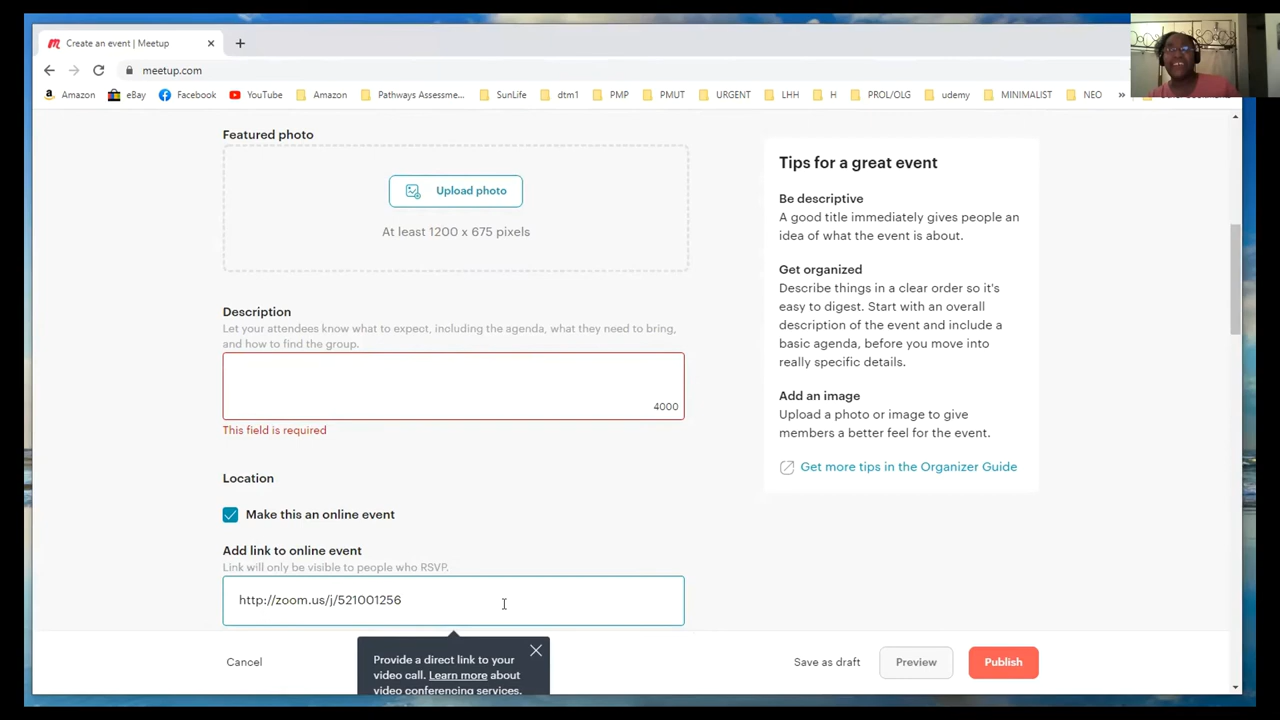 Create an event | Meetup
meetup.com
Amazon eBay Facebook YouTube Amazon Pathways Assessme... SunLife dtm1 PMP PMUT URGENT LHH H PROL/OLG udemy MINIMALIST NEO »
Featured photo
Upload photo
At least 1200 x 675 pixels
Description
Let your attendees know what to expect, including the agenda, what they need to bring,
and how to find the group.
4000
This field is required
Location
Make this an online event
Add link to online event
Link will only be visible to people who RSVP.
http://zoom.us/j/521001256
Provide a direct link to your
video call. Learn more about
video conferencing services.
Tips for a great event
Be descriptive
A good title immediately gives people an
idea of what the event is about.
Get organized
Describe things in a clear order so it's
easy to digest. Start with an overall
description of the event and include a
basic agenda, before you move into
really specific details.
Add an image
Upload a photo or image to give
members a better feel for the event.
Get more tips in the Organizer Guide
Cancel
Save as draft
Preview
Publish